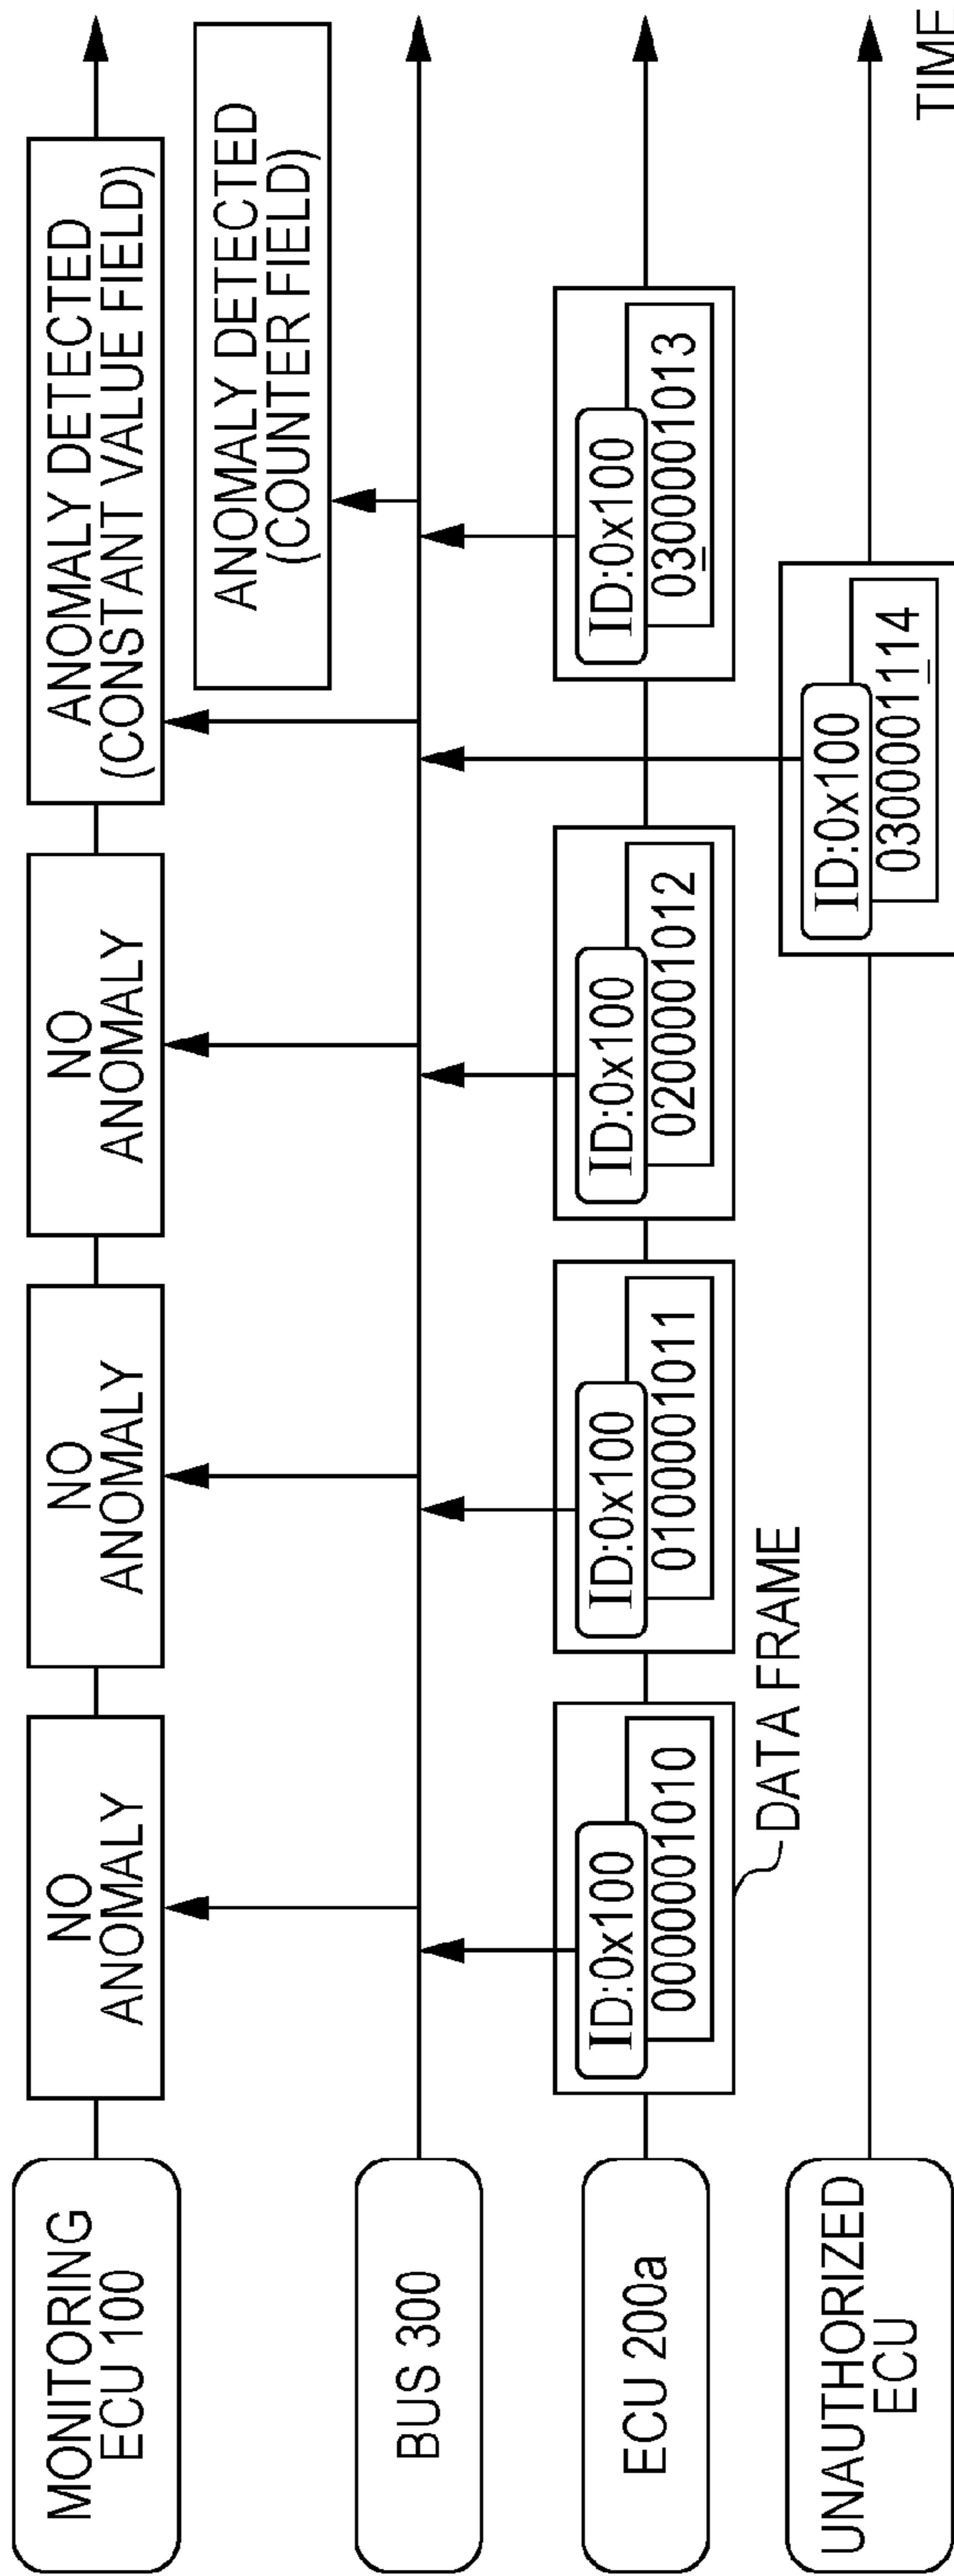 MONITORING
ECU 100
NO
ANOMALY
NO
ANOMALY
NO
ANOMALY
ANOMALY DETECTED
(CONSTANT VALUE FIELD)
ANOMALY DETECTED
(COUNTER FIELD)
BUS 300
ECU 200a
ID:0x100
0000001010
ID:0x100
0100001011
ID:0x100
0200001012
ID:0x100
0300001013
DATA FRAME
UNAUTHORIZED
ECU
ID:0x100
0300001114
TIME